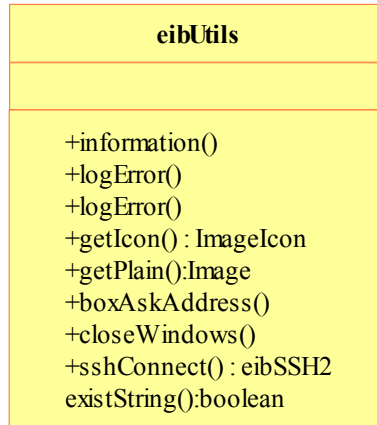 eibUtils
+information()
+logError()
+logError()
+getIcon() : ImageIcon
+getPlain():Image
+boxAskAddress()
+closeWindows()
+sshConnect() : eibSSH2
existString():boolean